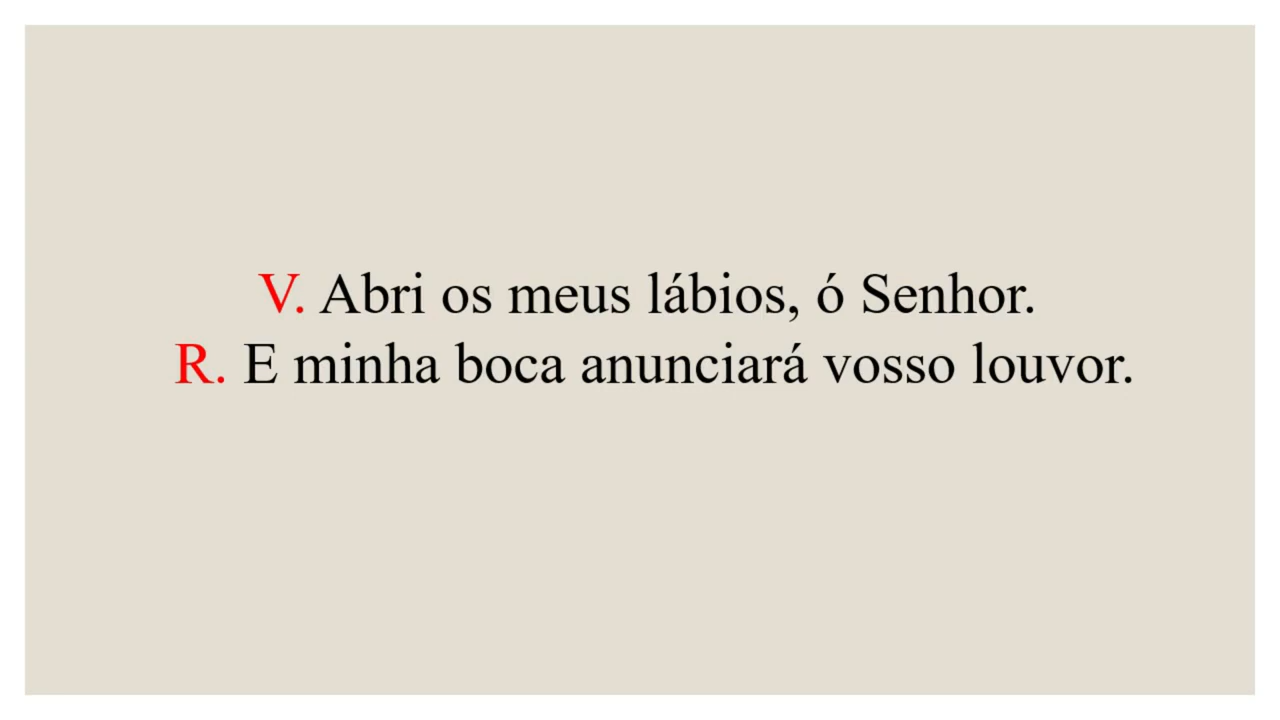 V. Abri os meus lábios, ó Senhor.
R. E minha boca anunciará vosso louvor.